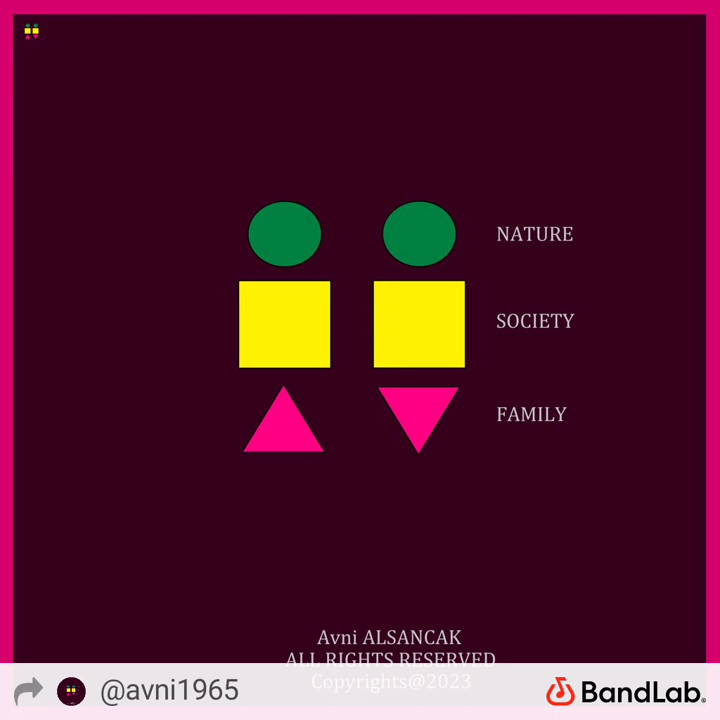 NATURE
SOCIETY
FAMILY
Avni ALSANCAK
ALL RIGHTS RESERVED
Copyrights@2023
@avni1965
BandLab®